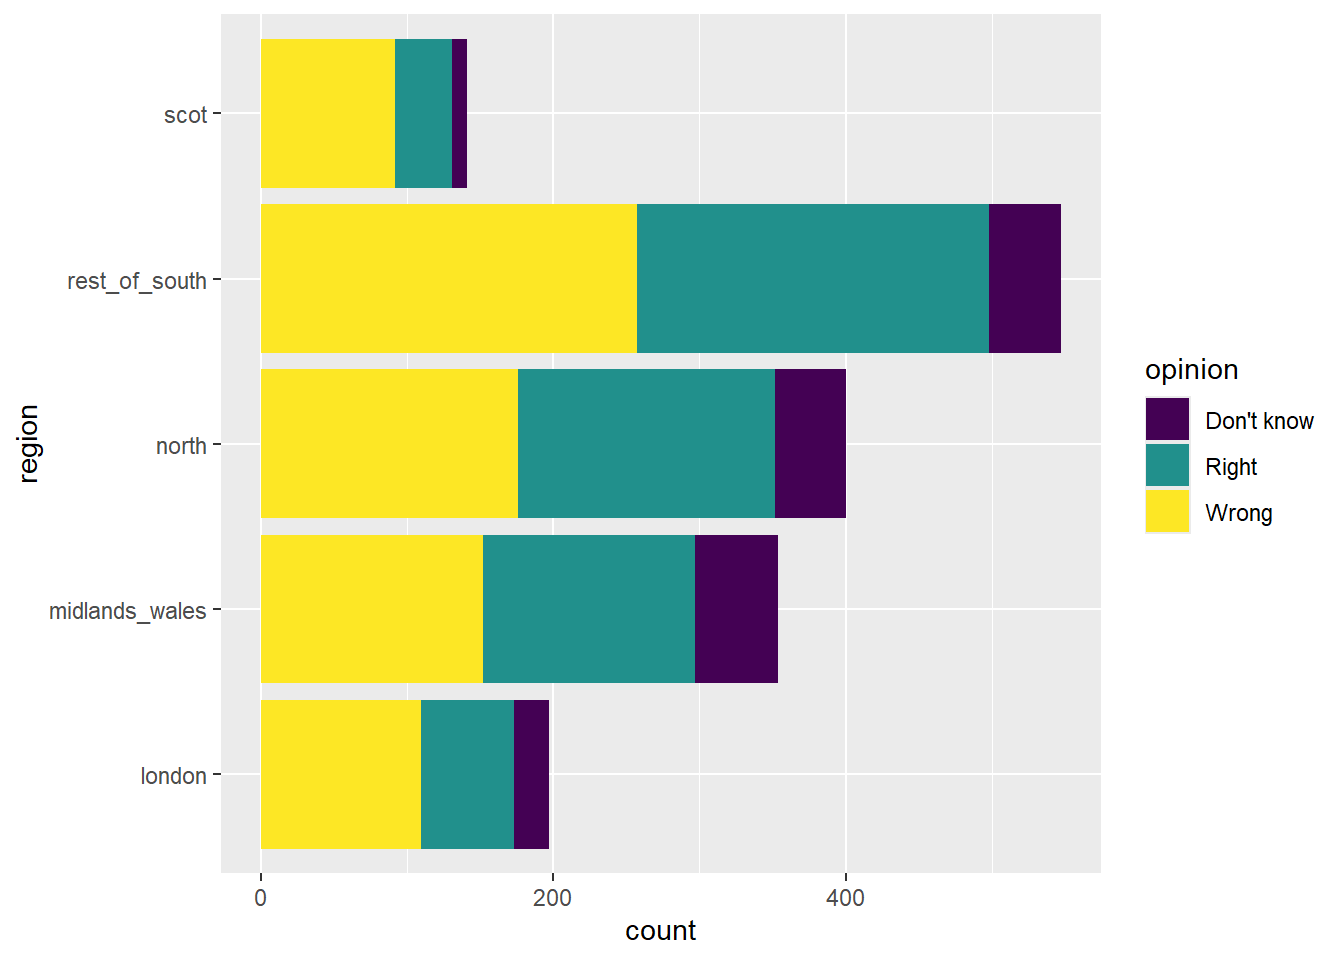 scot
rest_of_south
north
midlands_wales
london
region
0 200 400
count
opinion
Don't know
Right
Wrong